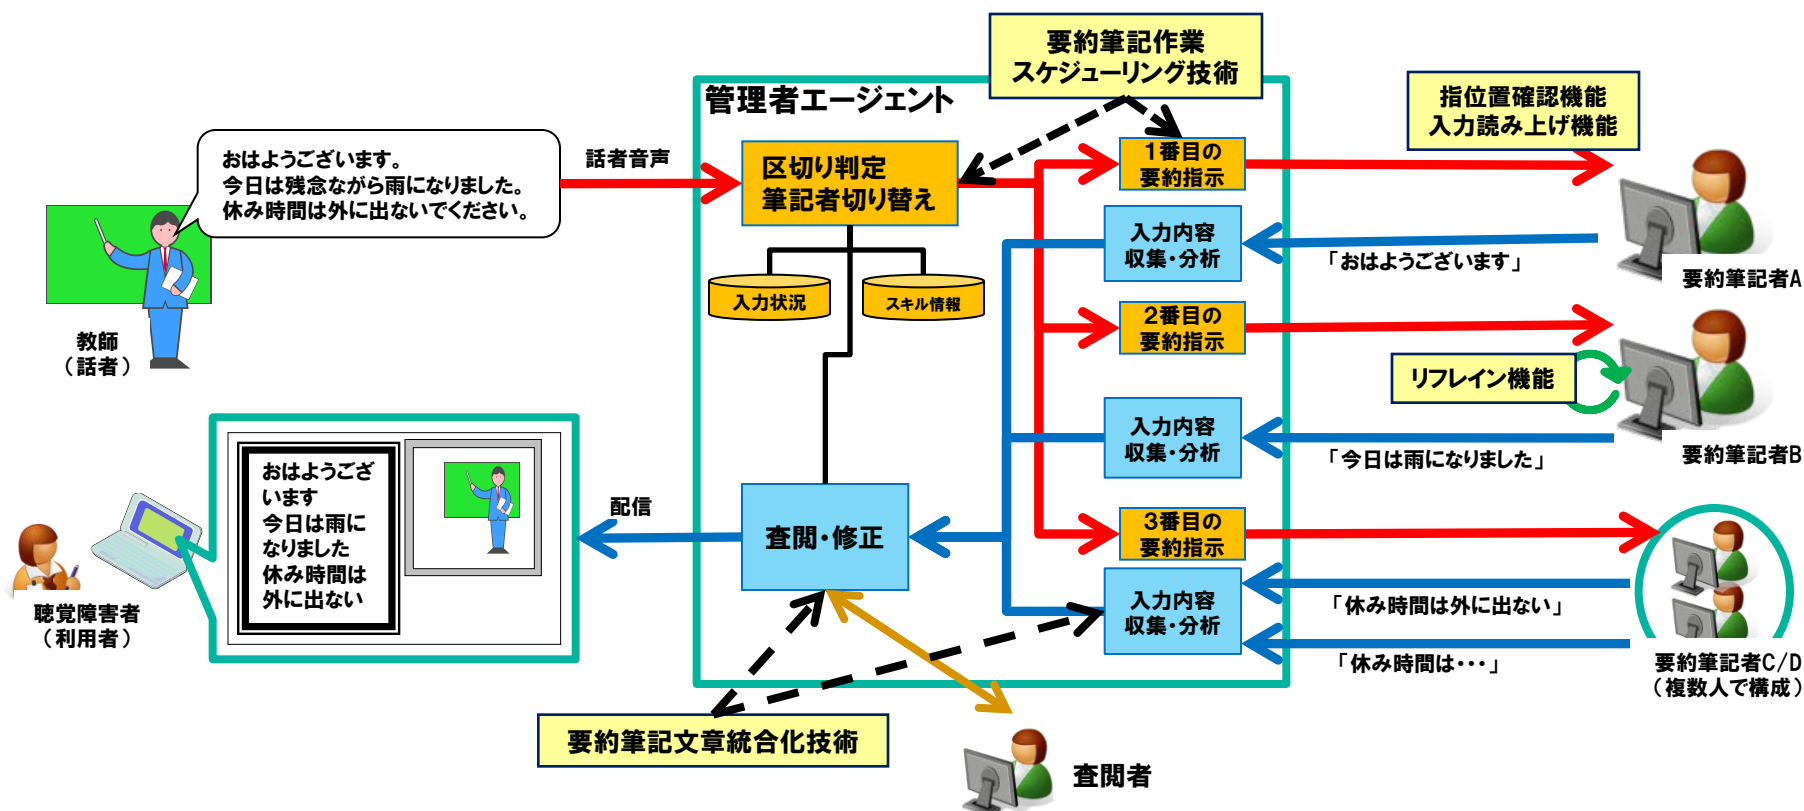 要約筆記作業
スケジューリング技術
管理者エージェント
指位置確認機能
入力読み上げ機能
おはようございます。
今日は残念ながら雨になりました。
休み時間は外に出ないでください。
話者音声
区切り判定
筆記者切り替え
1番目の
要約指示
入力内容
収集・分析
「おはようございます」
要約筆記者A
入力状況
スキル情報
教師
（話者）
2番目の
要約指示
リフレイン機能
入力内容
収集・分析
「今日は雨になりました」
要約筆記者B
おはようござ
います
今日は雨に
なりました
休み時間は
外に出ない
配信
査閲・修正
3番目の
要約指示
入力内容
収集・分析
「休み時間は外に出ない」
「休み時間は・・・」
聴覚障害者
（利用者）
要約筆記者C/D
（複数人で構成）
要約筆記文章統合化技術
査閲者